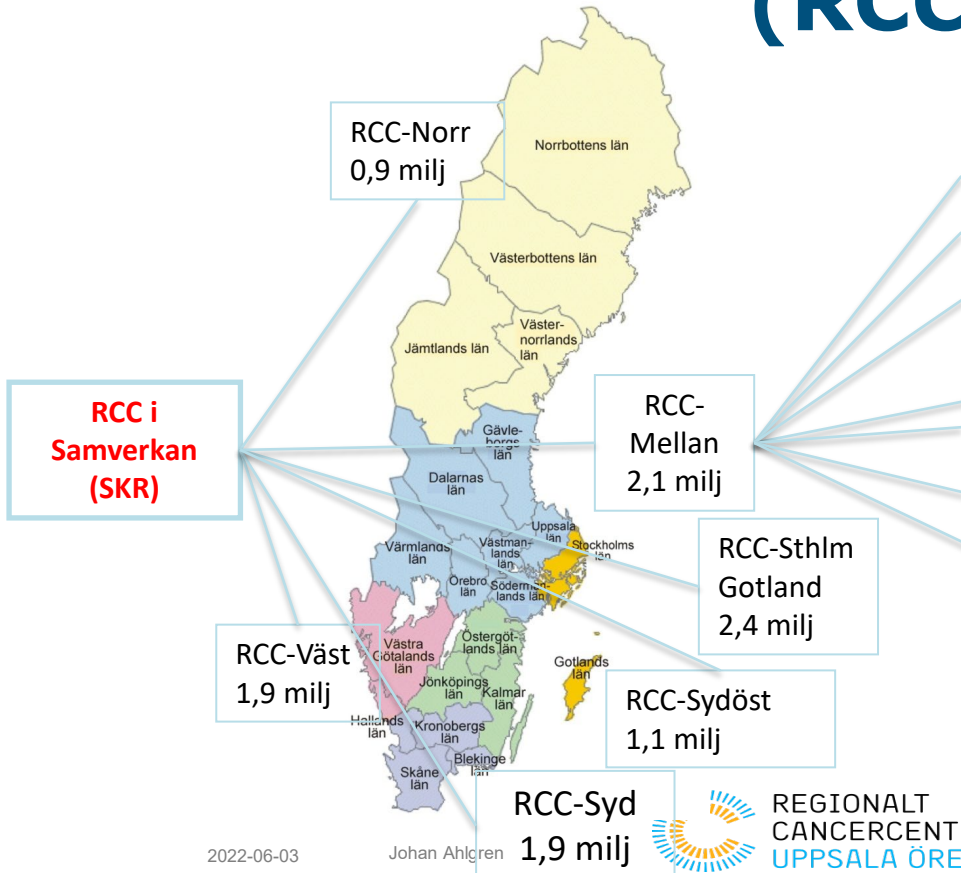 (RCC
RCC-Norr
0,9 milj
Norrbottens län
Västerbottens län
Väster-
norrlands
län
Jämtlands län
RCC i
Samverkan
(SKR)
RCC-
Mellan
2,1 milj
Gävle-
borgs
län
Dalarnas
län
Uppsala
län
Stockholms
län
Västman-
lands
län
Värmlands
län
Örebro
län
Söderman-
lands län
RCC-Sthlm
Gotland
2,4 milj
RCC-Väst
1,9 milj
Västra
Götalands
län
Östergöt-
lands län
Gotlands
län
Jönköpings
län
Kalmar
län
RCC-Sydöst
1,1 milj
Hallands
län
Kronobergs
län
Blekinge
län
Skåne
län
RCC-Syd
1,9 milj
REGIONALT
CANCERCENT
UPPSALA ÖRE
2022-06-03
Johan Ahlgren